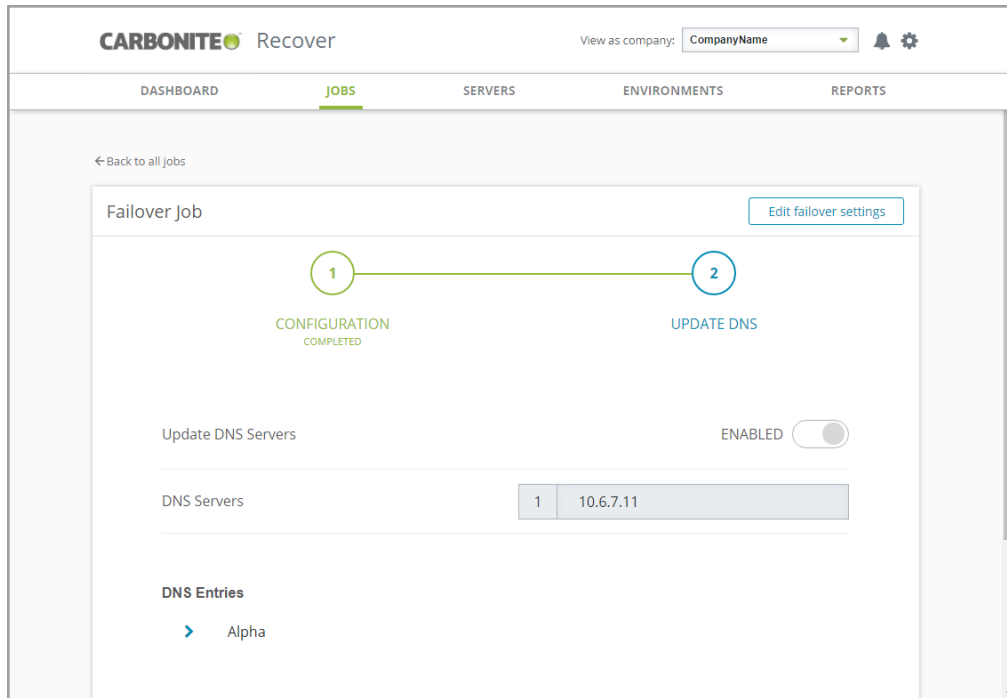 CARBONITE Recover
View as company: CompanyName
DASHBOARD JOBS SERVERS ENVIRONMENTS REPORTS
Back to all jobs
Failover Job Edit failover settings
1 2
CONFIGURATION UPDATE DNS
COMPLETED
Update DNS Servers ENABLED
DNS Servers 1 10.6.7.11
DNS Entries
Alpha